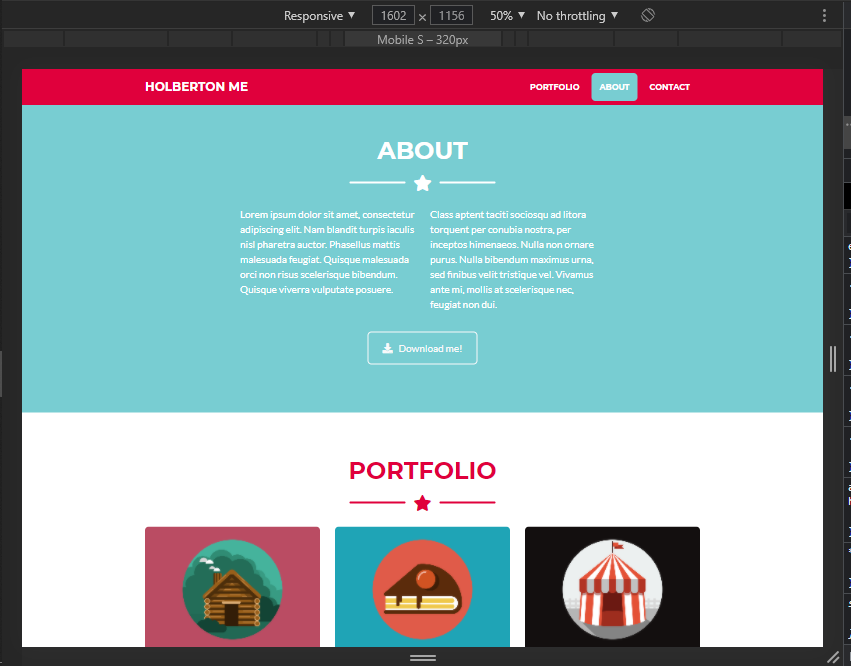 Responsive ▼ 1602 × 1156 50% ▼ No throttling ▼
Mobile S – 320px
HOLBERTON ME PORTFOLIO ABOUT CONTACT
ABOUT
Lorem ipsum dolor sit amet, consectetur
adipiscing elit. Nam blandit turpis iaculis
nisl pharetra auctor. Phasellus mattis
malesuada feugiat. Quisque malesuada
orci non risus scelerisque bibendum.
Quisque viverra vulputate posuere.
Class aptent taciti sociosqu ad litora
torquent per conubia nostra, per
inceptos himenaeos. Nulla non ornare
purus. Nulla bibendum maximus urna,
sed finibus velit tristique vel. Vivamus
ante mi, mollis at scelerisque nec,
feugiat non dui.
Download me!
PORTFOLIO